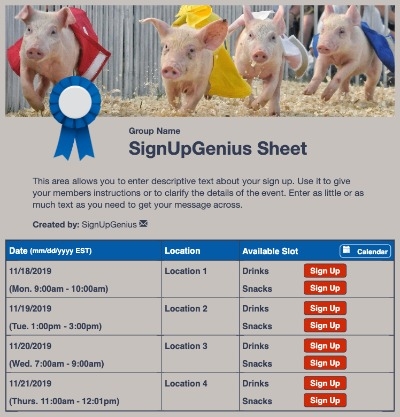 Group Name
SignUpGenius Sheet
This area allows you to enter descriptive text about your sign up. Use it to give
your members instructions or to clarify the details of the event. Enter as little or as
much text as you need to get your message across.
Created by: SignUpGenius
Date (mm/dd/yyyy EST) Location Available Slot Calendar
11/18/2019 Location 1 Drinks Sign Up
(Mon. 9:00am - 10:00am) Snacks Sign Up
11/19/2019 Location 2 Drinks Sign Up
(Tue. 1:00pm - 3:00pm) Snacks Sign Up
11/20/2019 Location 3 Drinks Sign Up
(Wed. 7:00am - 9:00am) Snacks Sign Up
11/21/2019 Location 4 Drinks Sign Up
(Thurs. 11:00am - 12:01pm) Snacks Sign Up